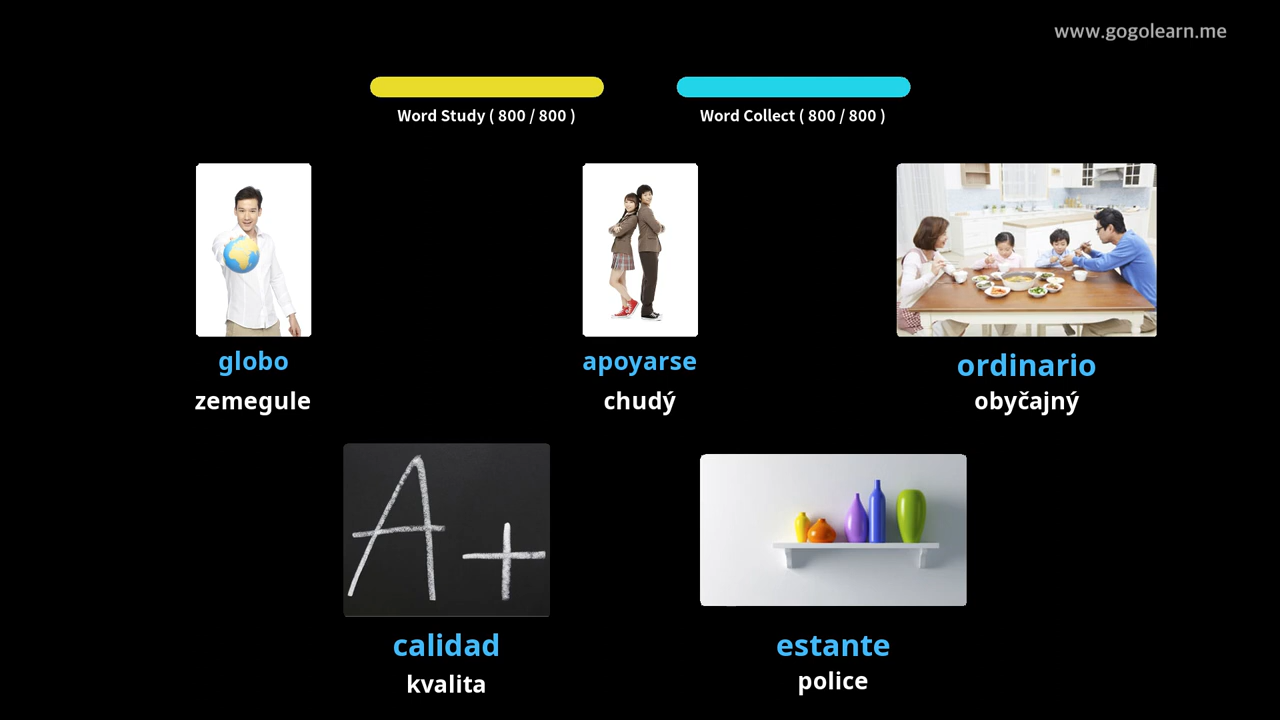 www.gogolearn.me
Word Study ( 800 / 800 )
Word Collect ( 800 / 800 )
globo
zemegule
apoyarse
chudý
ordinario
obyčajný
A+
calidad
kvalita
estante
police